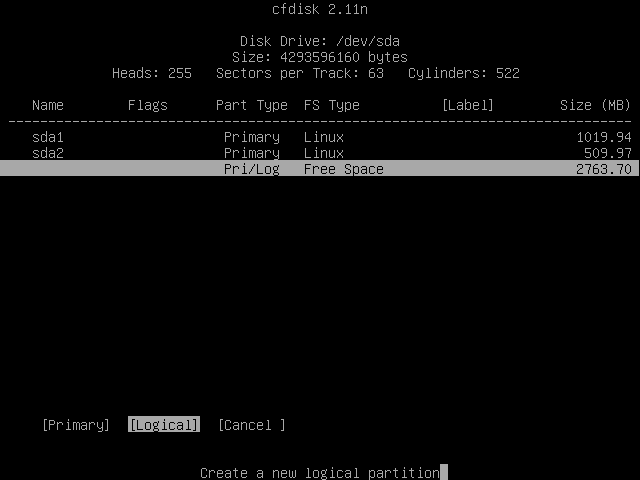 cfdisk 2.11n
Disk Drive: /dev/sda
Size: 4293596160 bytes
Heads: 255 Sectors per Track: 63 Cylinders: 522
Name Flags Part Type FS Type [Label] Size (MB)
sda1 Primary Linux 1019.94
sda2 Primary Linux 509.97
Pri/Log Free Space 2763.70
[Primary] [Logical] [Cancel ]
Create a new logical partition